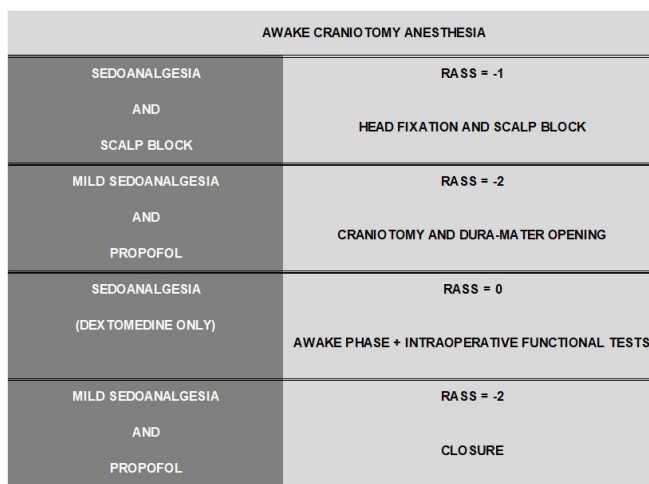 AWAKE CRANIOTOMY ANESTHESIA
SEDOANALGESIA
AND
SCALP BLOCK
RASS = -1
HEAD FIXATION AND SCALP BLOCK
MILD SEDOANALGESIA
AND
PROPOFOL
RASS = -2
CRANIOTOMY AND DURA-MATER OPENING
SEDOANALGESIA
(DEXTOMEDINE ONLY)
RASS = 0
AWAKE PHASE + INTRAOPERATIVE FUNCTIONAL TESTS
MILD SEDOANALGESIA
AND
PROPOFOL
RASS = -2
CLOSURE